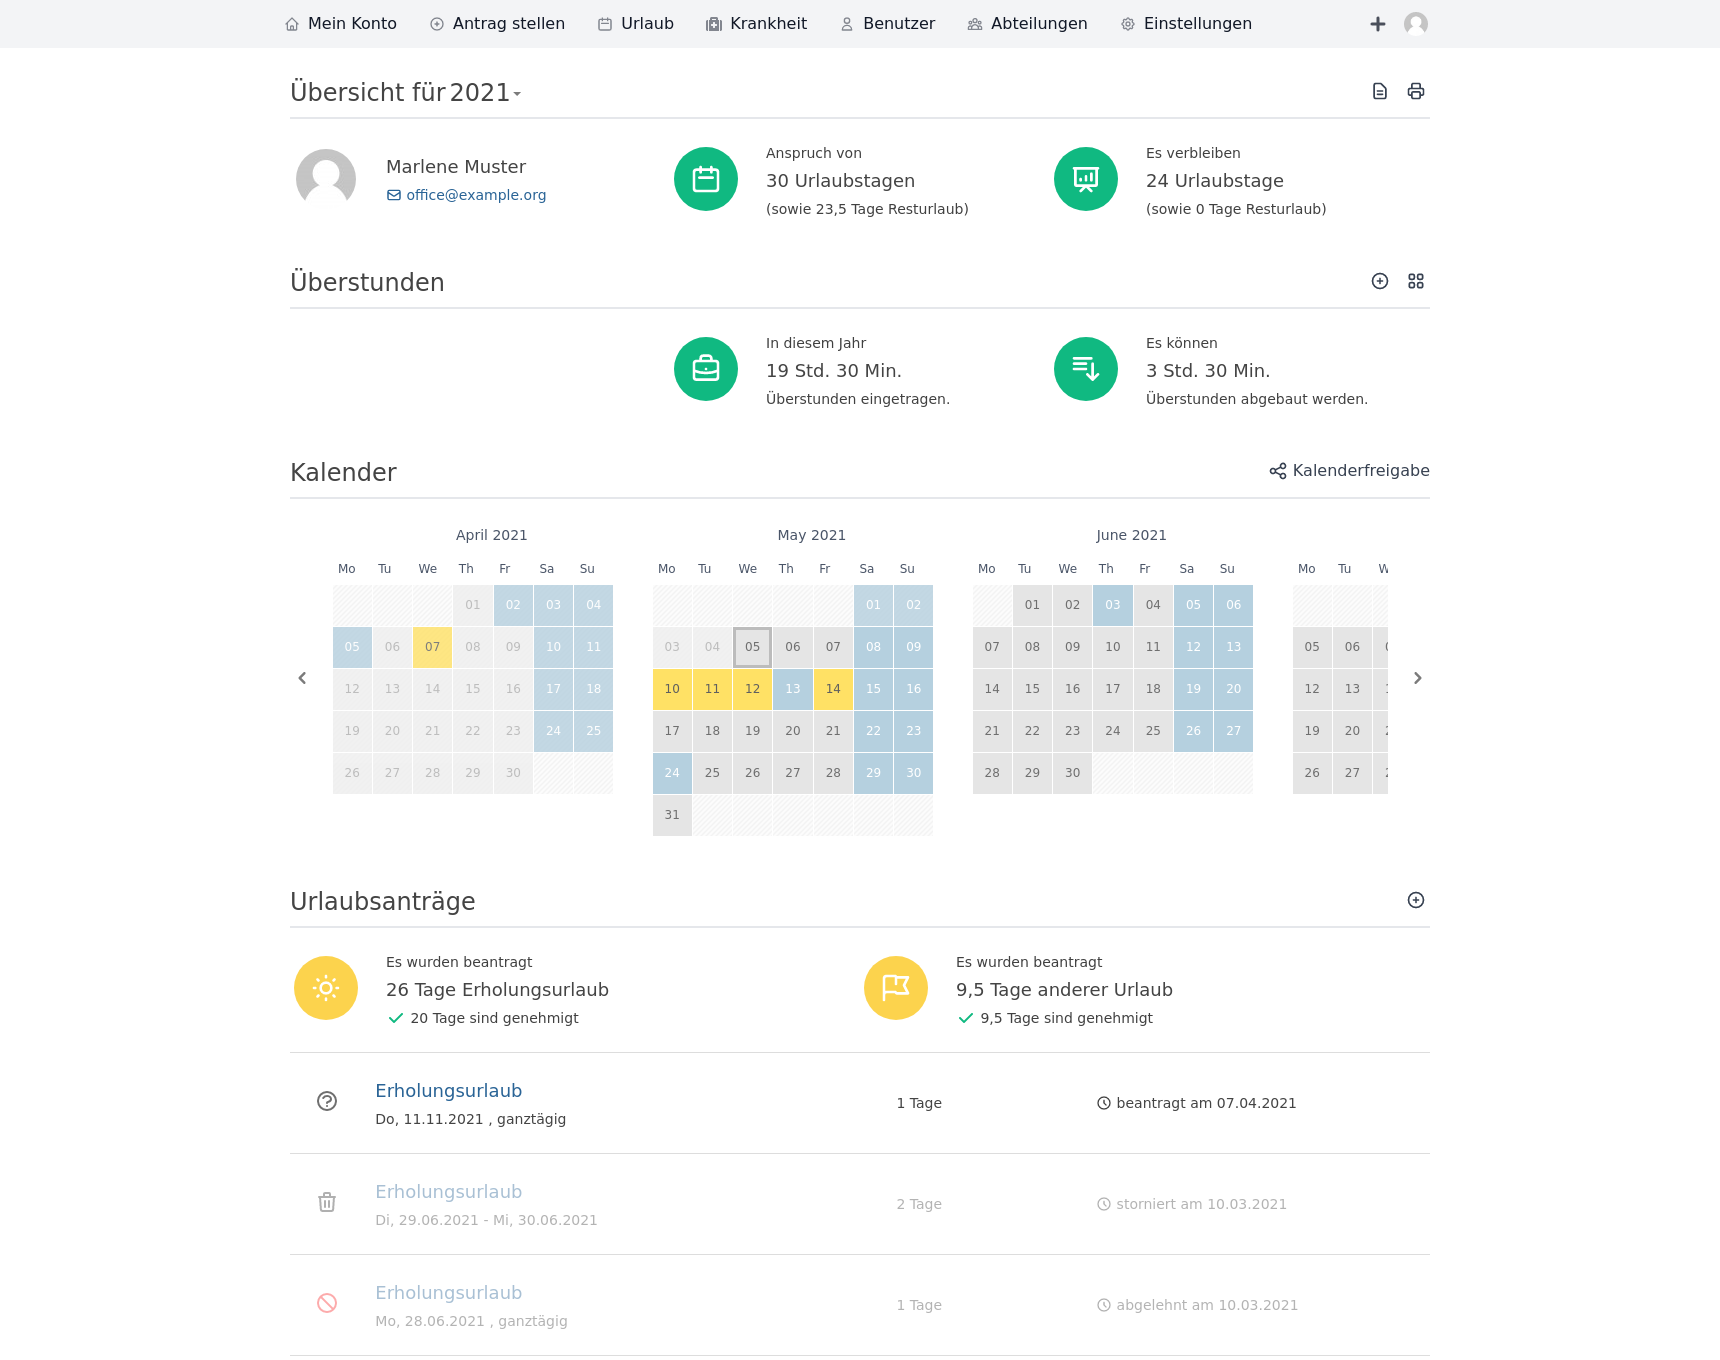 Mein Konto Antrag stellen Urlaub Krankheit Benutzer Abteilungen Einstellungen
Übersicht für 2021
Marlene Muster
office@example.org
Anspruch von
30 Urlaubstagen
(sowie 23,5 Tage Resturlaub)
Es verbleiben
24 Urlaubstage
(sowie 0 Tage Resturlaub)
Überstunden
In diesem Jahr
19 Std. 30 Min.
Überstunden eingetragen.
Es können
3 Std. 30 Min.
Überstunden abgebaut werden.
Kalender
Kalenderfreigabe
April 2021
Mo Tu We Th Fr Sa Su
01 02 03 04
05 06 07 08 09 10 11
12 13 14 15 16 17 18
19 20 21 22 23 24 25
26 27 28 29 30
May 2021
Mo Tu We Th Fr Sa Su
01 02
03 04 05 06 07 08 09
10 11 12 13 14 15 16
17 18 19 20 21 22 23
24 25 26 27 28 29 30
31
June 2021
Mo Tu We Th Fr Sa Su
01 02 03 04 05 06
07 08 09 10 11 12 13
14 15 16 17 18 19 20
21 22 23 24 25 26 27
28 29 30
Mo Tu
05 06
12 13
19 20
26 27
Urlaubsanträge
Es wurden beantragt
26 Tage Erholungsurlaub
20 Tage sind genehmigt
Es wurden beantragt
9,5 Tage anderer Urlaub
9,5 Tage sind genehmigt
Erholungsurlaub
Do, 11.11.2021 , ganztägig
1 Tage
beantragt am 07.04.2021
Erholungsurlaub
Di, 29.06.2021 - Mi, 30.06.2021
2 Tage
storniert am 10.03.2021
Erholungsurlaub
Mo, 28.06.2021 , ganztägig
1 Tage
abgelehnt am 10.03.2021